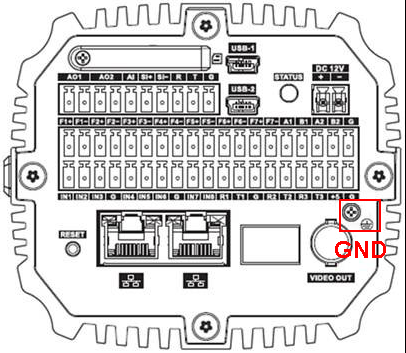 USB-1
DC 12V
AO1 AO2 AI SI+ SI- R T G
USB-2
STATUS
+ -
F1+ F1- F2+ F2- F3+ F3- F4+ F4- F5+ F5- F6+ F6- F7+ F7- A1 B1 A2 B2 G
IN1 IN2 IN3 G IN4 IN5 IN6 G IN7 IN8 R1 T1 G R2 T2 R3 T3 +5 G
RESET
GND
VIDEO OUT